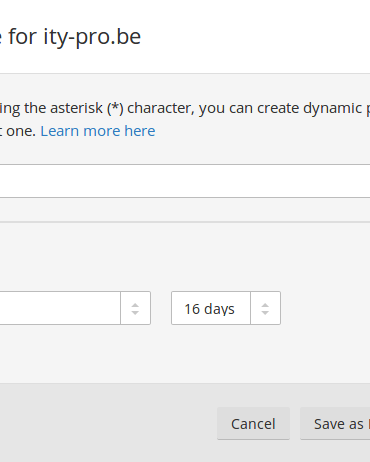 for ity-pro.be
the asterisk (*) character, you can create dynamic
one. Learn more here
16 days
Cancel
Save as